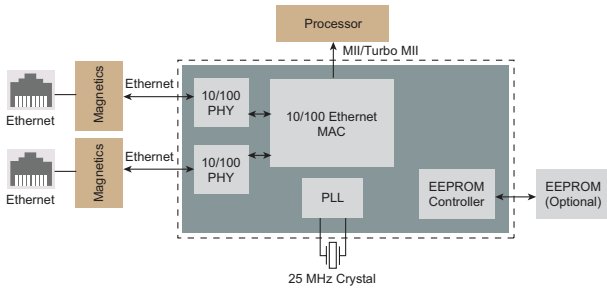 Processor
MII/Turbo MII
Magnetics
Ethernet
Ethernet
10/100
PHY
10/100 Ethernet
MAC
Magnetics
Ethernet
Ethernet
10/100
PHY
PLL
EEPROM
Controller
EEPROM
(Optional)
25 MHz Crystal